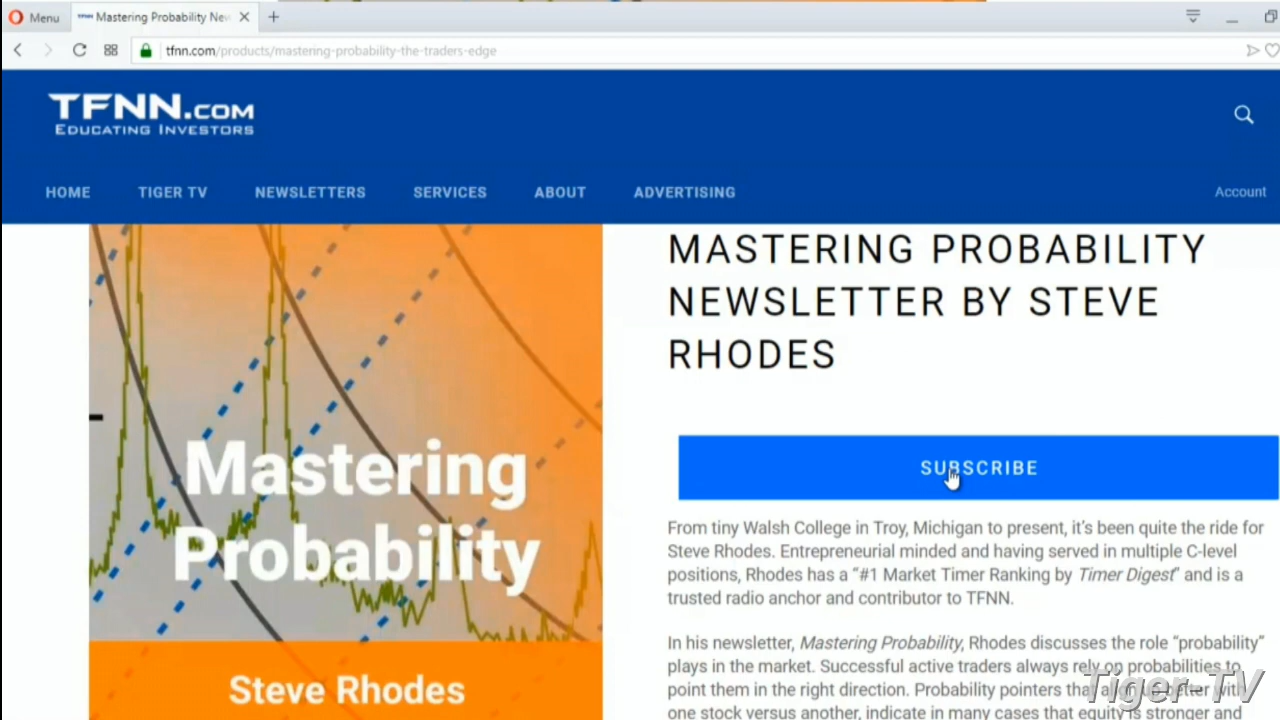 Menu
TFNN Mastering Probability New
tfnn.com/products/mastering-probability-the-traders-edge
TFNN.COM
EDUCATING INVESTORS
HOME TIGER TV NEWSLETTERS SERVICES ABOUT ADVERTISING Account
MASTERING PROBABILITY
NEWSLETTER BY STEVE
RHODES
SUBSCRIBE
Mastering
Probability
Steve Rhodes
From tiny Walsh College in Troy, Michigan to present, it's been quite the ride for
Steve Rhodes. Entrepreneurial minded and having served in multiple C-level
positions, Rhodes has a “#1 Market Timer Ranking by Timer Digest” and is a
trusted radio anchor and contributor to TFNN.
In his newsletter, Mastering Probability, Rhodes discusses the role “probability”
plays in the market. Successful active traders always rely on probabilities to
point them in the right direction. Probability pointers that better with
one stock versus another, indicate in many cases that equity is stronger and
Tiger-TV